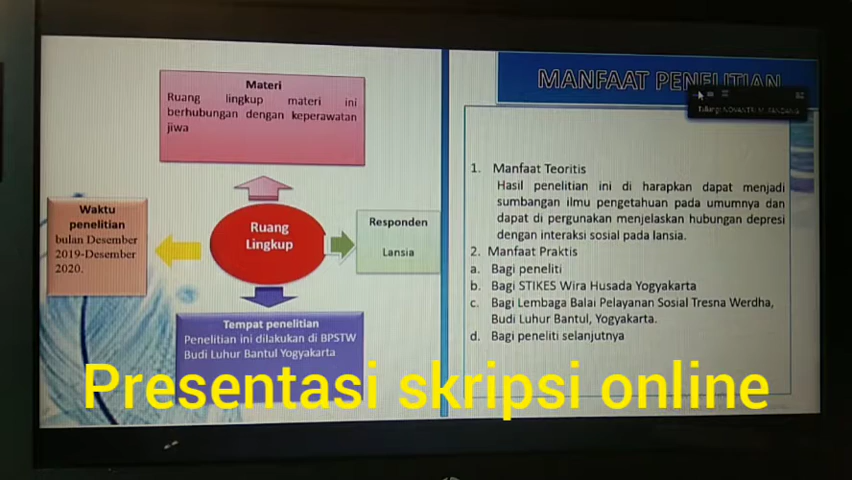 Materi
Ruang lingkup materi ini
berhubungan dengan keperawatan
jiwa
Waktu
penelitian
bulan Desember
2019-Desember
2020.
Ruang
Lingkup
Responden
Lansia
Tempat penelitian
Penelitian ini dilakukan di BPSTW
Budi Luhur Bantul Yogyakarta
MANFAAT PENELITIAN
1. Manfaat Teoritis
Hasil penelitian ini di harapkan dapat menjadi
sumbangan ilmu pengetahuan pada umumnya dan
dapat di pergunakan menjelaskan hubungan depresi
dengan interaksi sosial pada lansia.
2. Manfaat Praktis
a. Bagi peneliti
b. Bagi STIKES Wira Husada Yogyakarta
c. Bagi Lembaga Balai Pelayanan Sosial Tresna Werdha,
Budi Luhur Bantul, Yogyakarta.
d. Bagi peneliti selanjutnya
Presentasi skripsi online